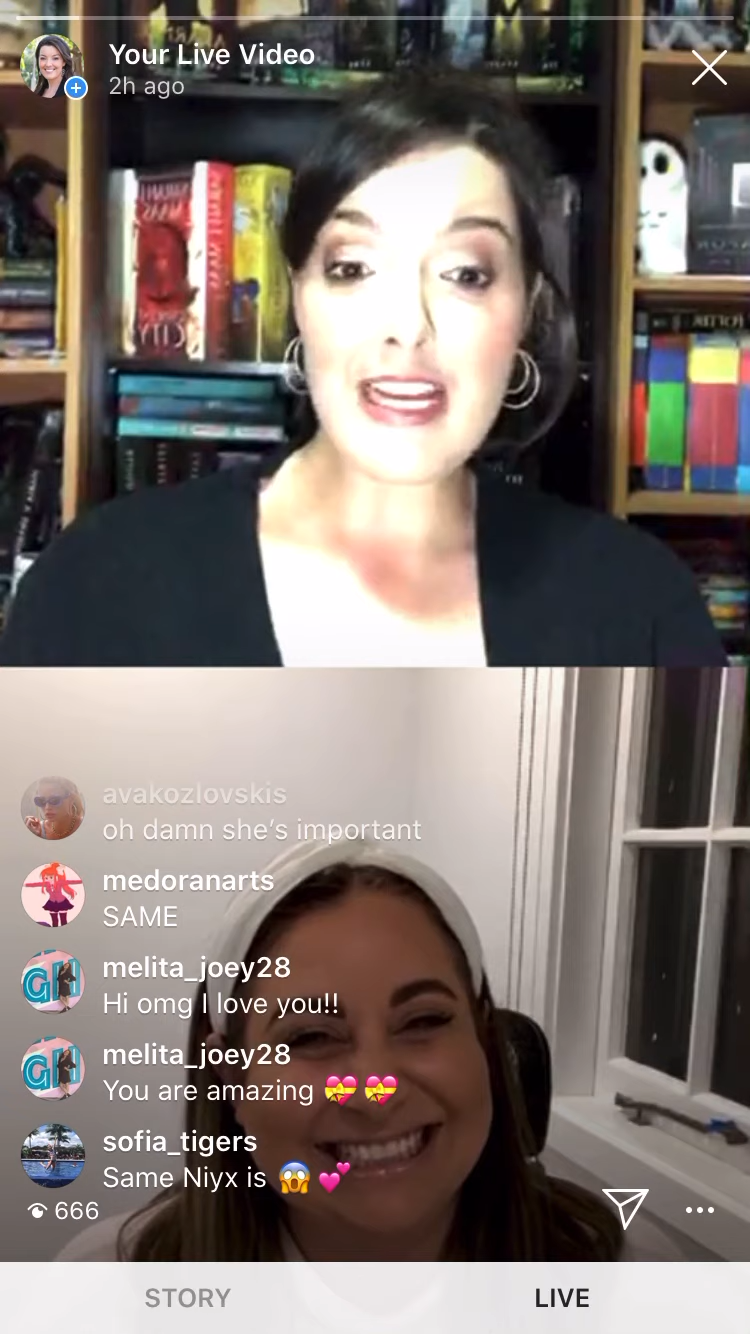 Your Live Video
2h ago
avakozlovskis
oh damn she’s important
medoranarts
SAME
melita_joey28
Hi omg I love you!!
melita_joey28
You are amazing 💝 💝
sofia_tigers
Same Niyx is 😱 💕
666
STORY
LIVE